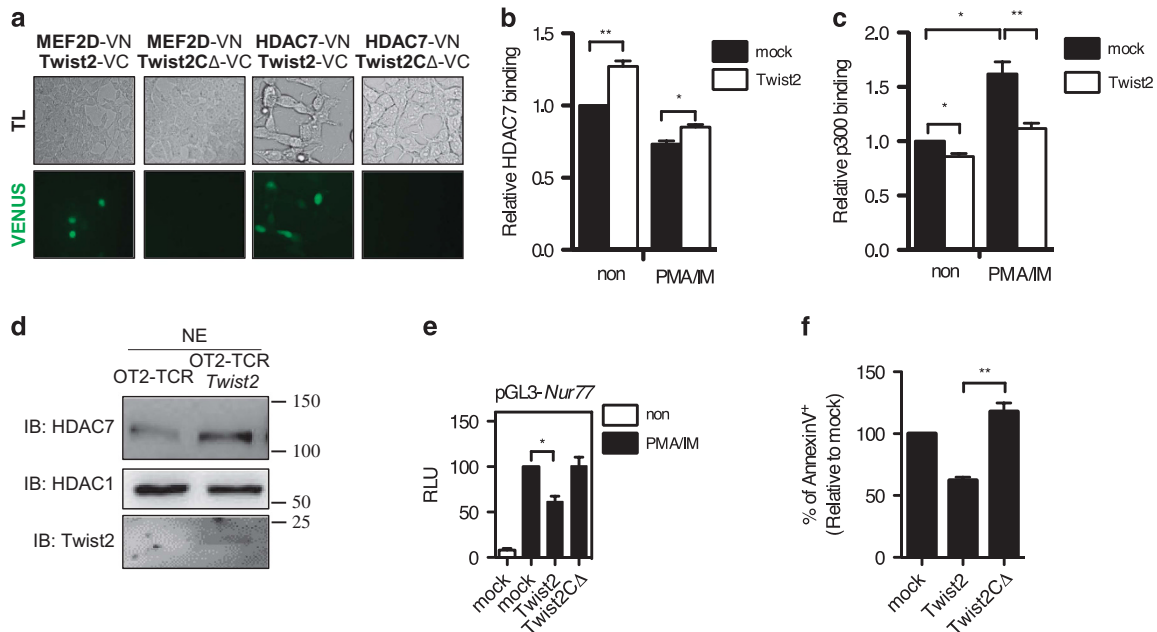 a
MEF2D-VN MEF2D-VN HDAC7-VN HDAC7-VN
Twist2-VC Twist2CΔ-VC Twist2-VC Twist2CΔ-VC
TL
VENUS
b
Relative HDAC7 binding
1.5
1.0
0.5
0.0
**
*
mock
Twist2
non PMA/IM
c
Relative p300 binding
2.0
1.5
1.0
0.5
0.0
*
**
*
mock
Twist2
non PMA/IM
d
NE
OT2-TCR
OT2-TCR Twist2
IB: HDAC7
150
100
IB: HDAC1
50
25
IB: Twist2
e
pGL3-Nur77
non
PMA/IM
RLU
150
100
50
0
*
mock mock Twist2 Twist2CΔ
f
% of AnnexinV+
(Relative to mock)
150
100
50
0
**
mock Twist2 Twist2CΔ